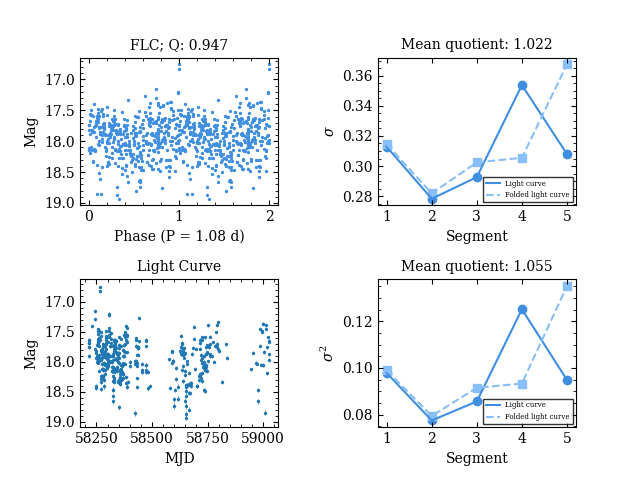 FLC; Q: 0.947
Mag
17.0
17.5
18.0
18.5
19.0
0
1
2
Phase (P = 1.08 d)
Mean quotient: 1.022
σ
0.36
0.34
0.32
0.30
0.28
Light curve
Folded light curve
1
2
3
4
5
Segment
Light Curve
Mag
17.0
17.5
18.0
18.5
19.0
58250
58500
58750
59000
MJD
Mean quotient: 1.055
σ²
0.12
0.10
0.08
Light curve
Folded light curve
1
2
3
4
5
Segment